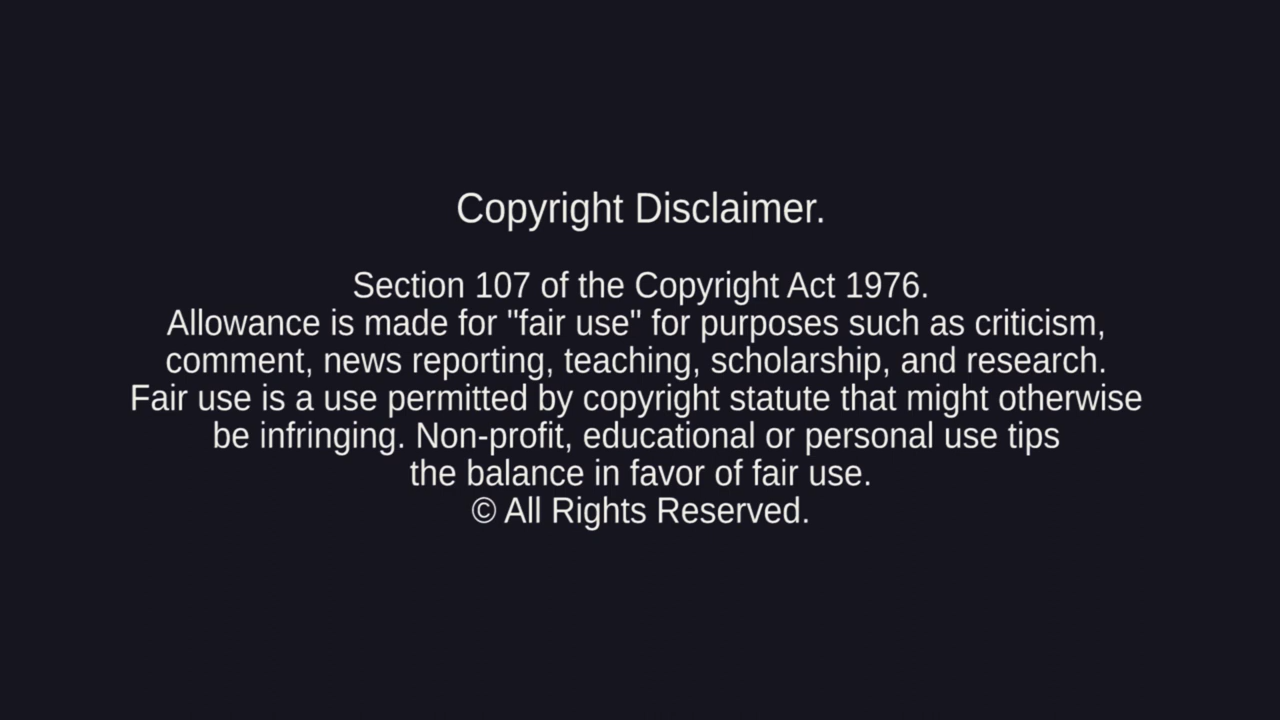 Copyright Disclaimer.
Section 107 of the Copyright Act 1976.
Allowance is made for "fair use" for purposes such as criticism,
comment, news reporting, teaching, scholarship, and research.
Fair use is a use permitted by copyright statute that might otherwise
be infringing. Non-profit, educational or personal use tips
the balance in favor of fair use.
© All Rights Reserved.